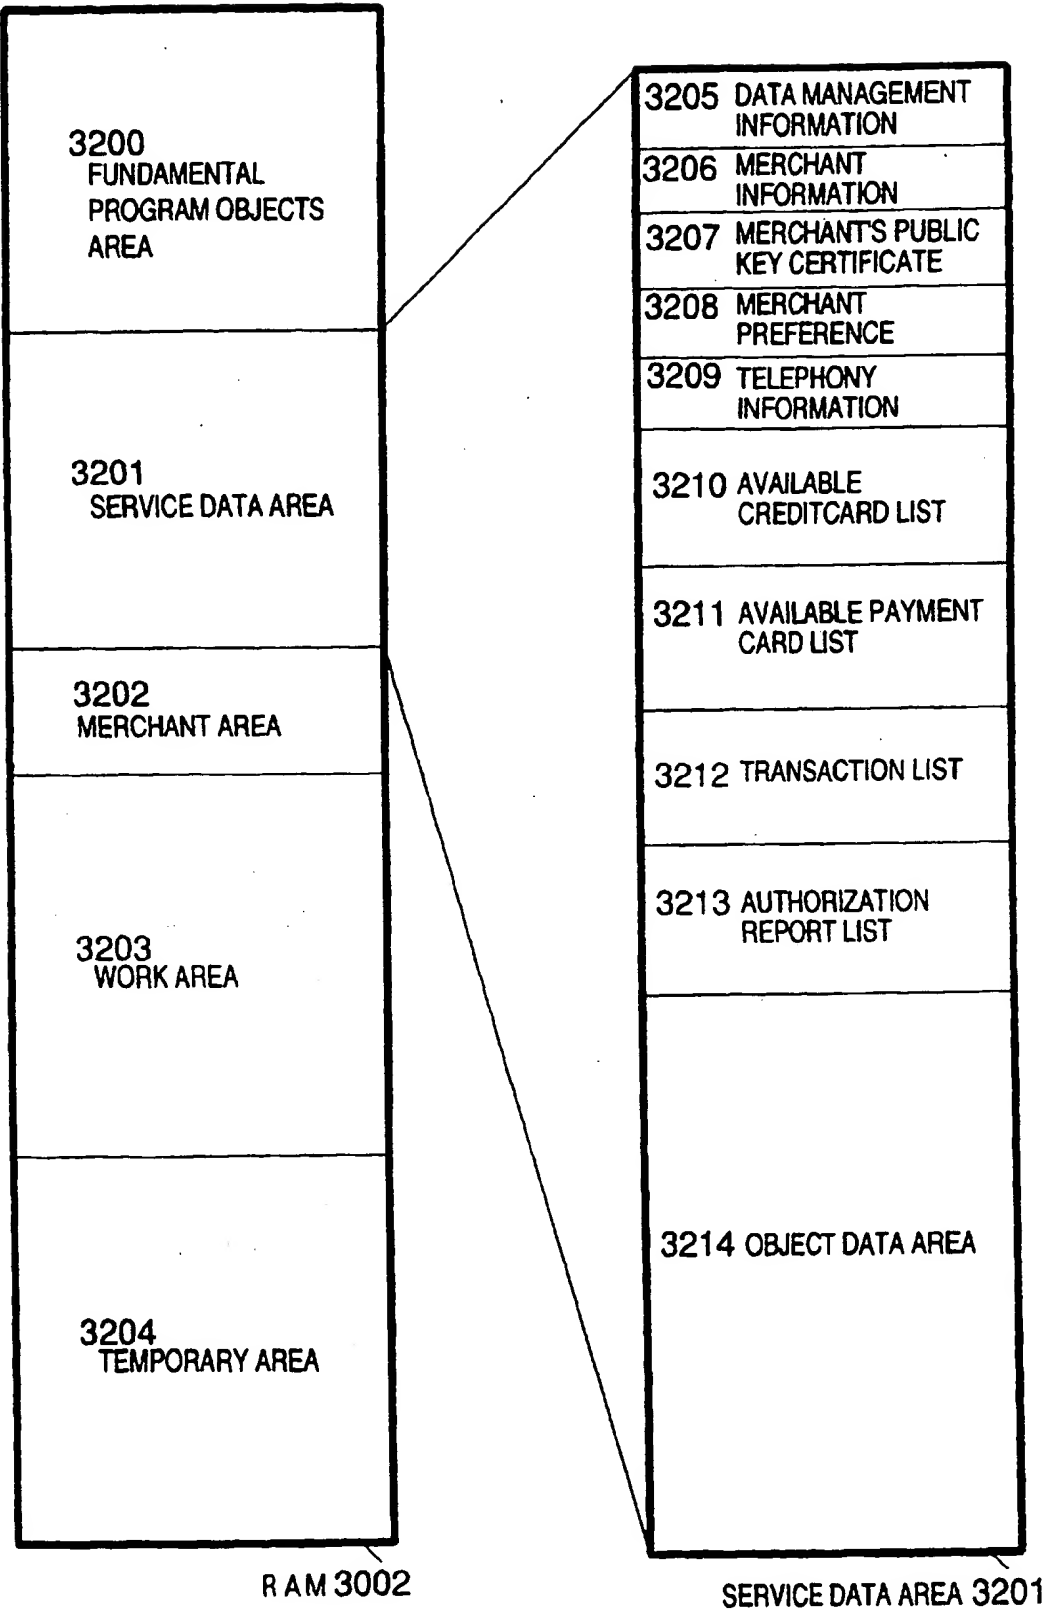 3200
FUNDAMENTAL
PROGRAM OBJECTS
AREA
3201
SERVICE DATA AREA
3202
MERCHANT AREA
3203
WORK AREA
3204
TEMPORARY AREA
RAM 3002
3205 DATA MANAGEMENT
INFORMATION
3206 MERCHANT
INFORMATION
3207 MERCHANT'S PUBLIC
KEY CERTIFICATE
3208 MERCHANT
PREFERENCE
3209 TELEPHONY
INFORMATION
3210 AVAILABLE
CREDITCARD LIST
3211 AVAILABLE PAYMENT
CARD LIST
3212 TRANSACTION LIST
3213 AUTHORIZATION
REPORT LIST
3214 OBJECT DATA AREA
SERVICE DATA AREA 3201